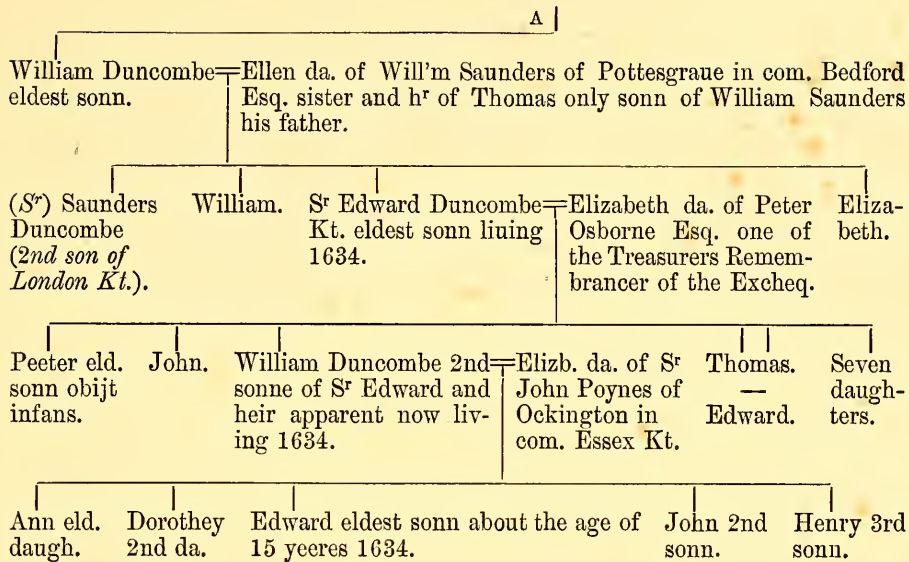 A
William Duncombe=Ellen da. of Will'm Saunders of Pottesgraue in com. Bedford
eldest sonn. Esq. sister and hr of Thomas only sonn of William Saunders
his father.
(Sr) Saunders William. Sr Edward Duncombe=Elizabeth da. of Peter Eliza-
Duncombe Kt. eldest sonn liuing Osborne Esq. one of beth.
(2nd son of 1634. the Treasurers Remem-
London Kt.). brancer of the Excheq.
Peeter eld. John. William Duncombe 2nd=Elizb. da. of Sr Thomas. Seven
sonn obijt sonne of Sr Edward and John Poynes of — daugh-
infans. heir apparent now liv- Ockington in Edward. ters.
ing 1634. com. Essex Kt.
Ann eld. Dorothey Edward eldest sonn about the age of John 2nd Henry 3rd
daugh. 2nd da. 15 yeeres 1634. sonn. sonn.